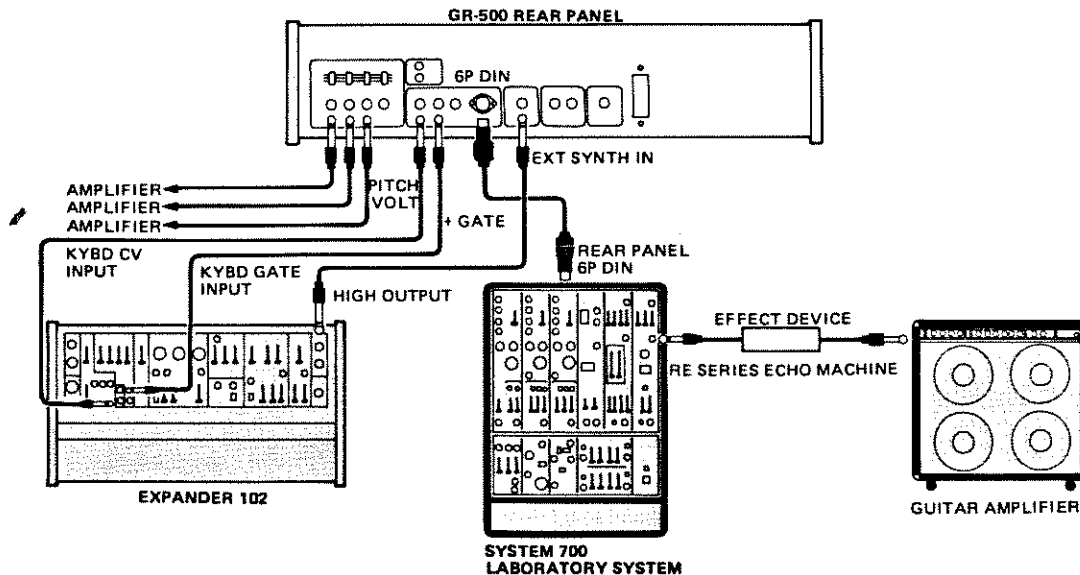 GR-500 REAR PANEL
6P DIN
EXT SYNTH IN
AMPLIFIER
AMPLIFIER
AMPLIFIER
PITCH
VOLT
+ GATE
KYBD CV
INPUT
KYBD GATE
INPUT
HIGH OUTPUT
REAR PANEL
6P DIN
EFFECT DEVICE
RE SERIES ECHO MACHINE
EXPANDER 102
GUITAR AMPLIFIER
SYSTEM 700
LABORATORY SYSTEM